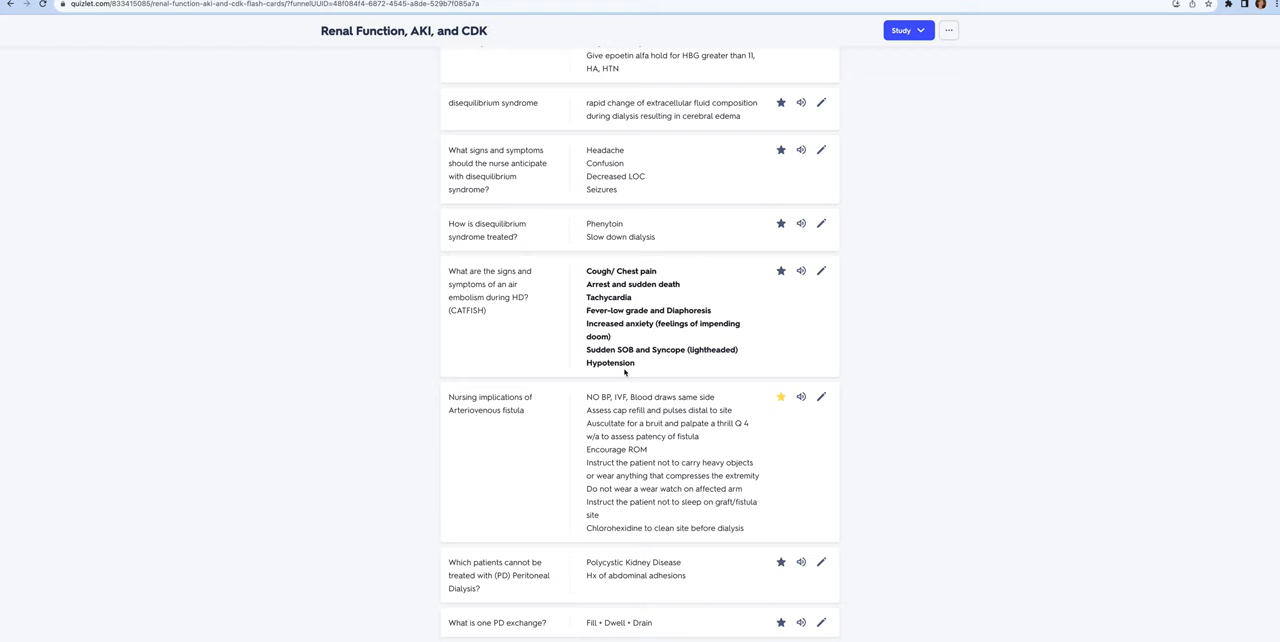 quizlet.com/833415085/renal-function-aki-and-cdk-flash-cards/?funnelUUID=48f084f4-6872-4545-a8de-529b7f085a7a
Renal Function, AKI, and CDK
Study
Give epoetin alfa hold for HBG greater than 11,
HA, HTN
disequilibrium syndrome
rapid change of extracellular fluid composition
during dialysis resulting in cerebral edema
What signs and symptoms
should the nurse anticipate
with disequilibrium
syndrome?
Headache
Confusion
Decreased LOC
Seizures
How is disequilibrium
syndrome treated?
Phenytoin
Slow down dialysis
What are the signs and
symptoms of an air
embolism during HD?
(CATFISH)
Cough/ Chest pain
Arrest and sudden death
Tachycardia
Fever-low grade and Diaphoresis
Increased anxiety (feelings of impending
doom)
Sudden SOB and Syncope (lightheaded)
Hypotension
Nursing implications of
Arteriovenous fistula
NO BP, IVF, Blood draws same side
Assess cap refill and pulses distal to site
Auscultate for a bruit and palpate a thrill Q 4
w/a to assess patency of fistula
Encourage ROM
Instruct the patient not to carry heavy objects
or wear anything that compresses the extremity
Do not wear a wear watch on affected arm
Instruct the patient not to sleep on graft/fistula
site
Chlorohexidine to clean site before dialysis
Which patients cannot be
treated with (PD) Peritoneal
Dialysis?
Polycystic Kidney Disease
Hx of abdominal adhesions
What is one PD exchange?
Fill + Dwell + Drain